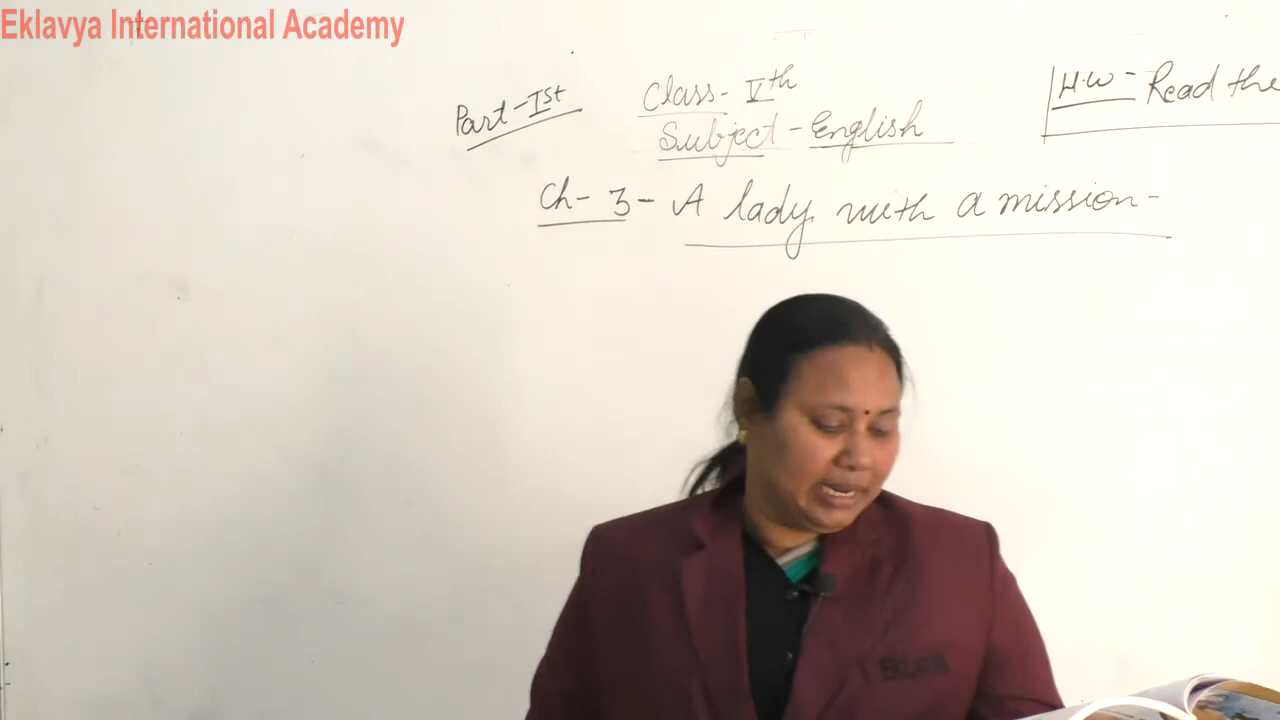 Eklavya International Academy
Part-Ist
Class- Vth
Subject - English
H.W - Read the
Ch- 3 - A lady with a mission-